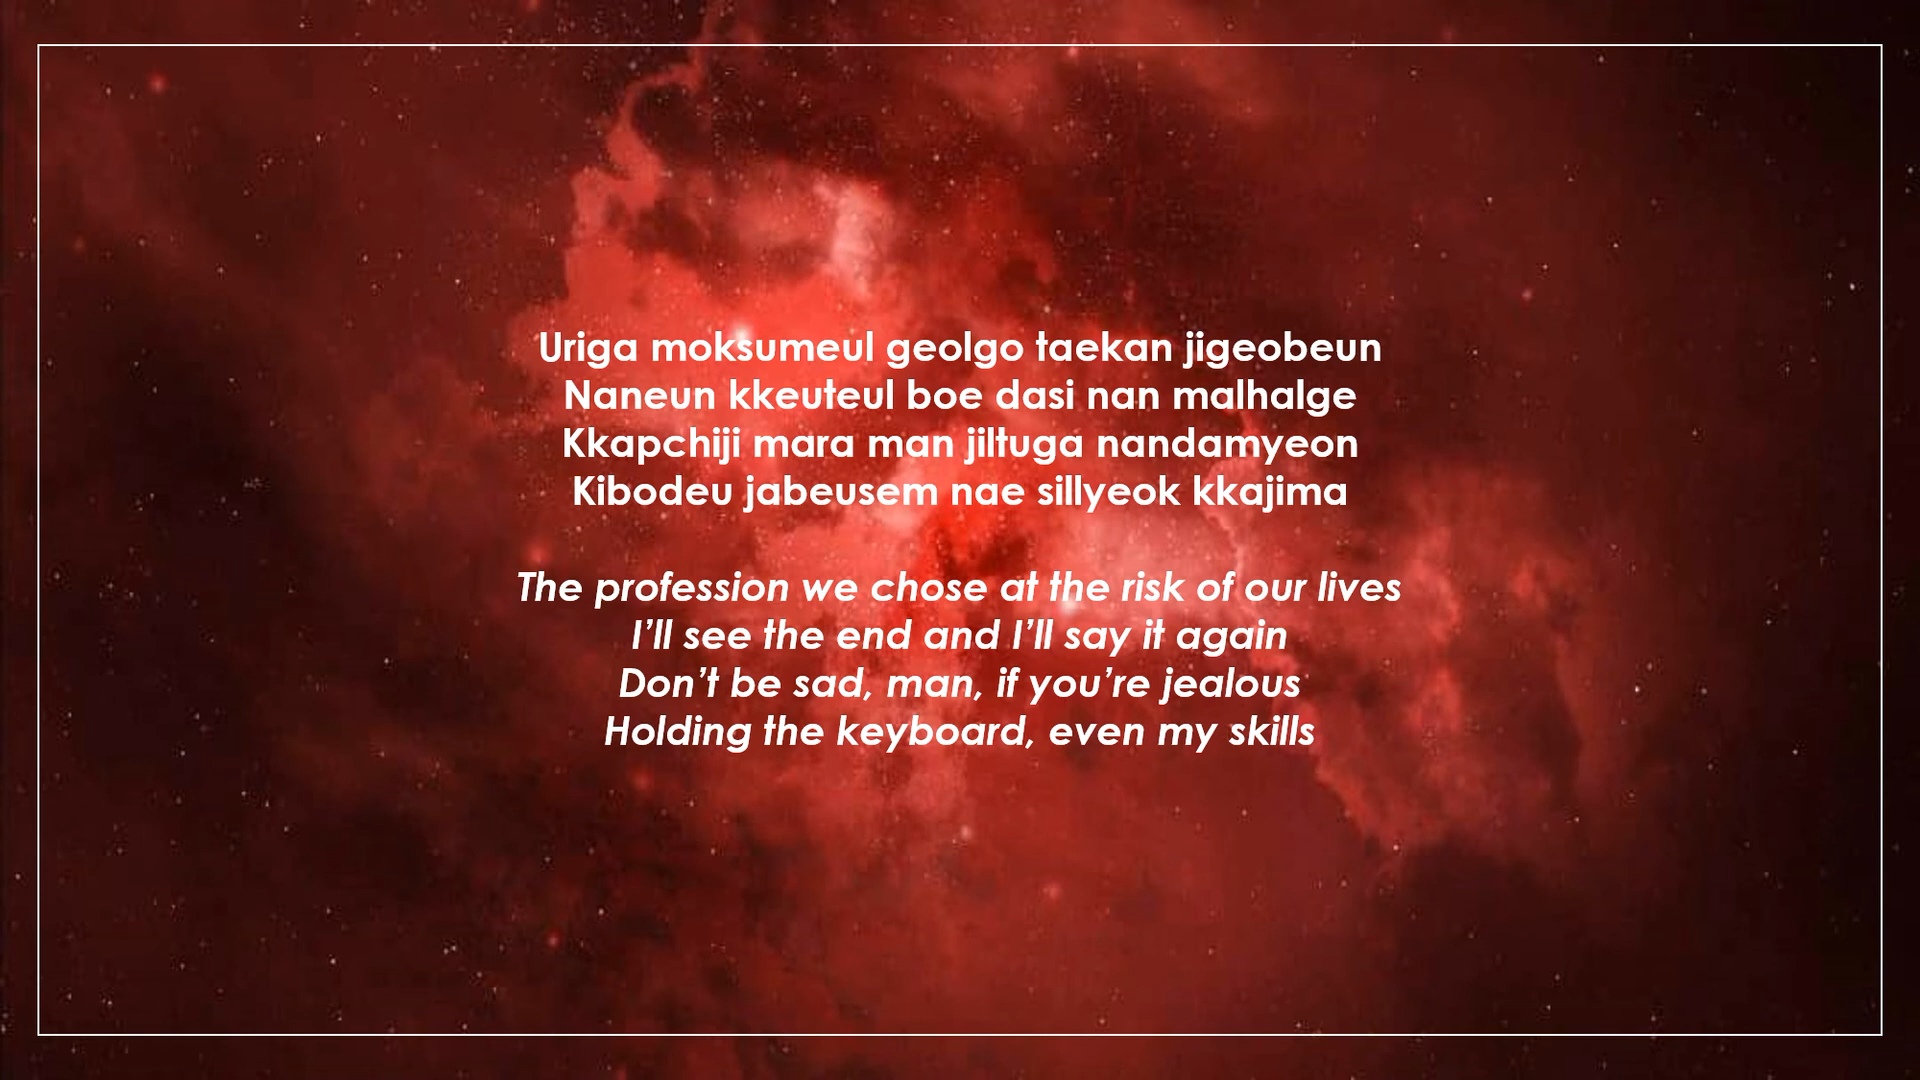 Uriga moksumeul geolgo taekan jigeobeun
Naneun kkeuteul boe dasi nan malhalge
Kkapchiji mara man jiltuga nandamyeon
Kibodeu jabeusem nae sillyeok kkajima
The profession we chose at the risk of our lives
I’ll see the end and I’ll say it again
Don’t be sad, man, if you’re jealous
Holding the keyboard, even my skills